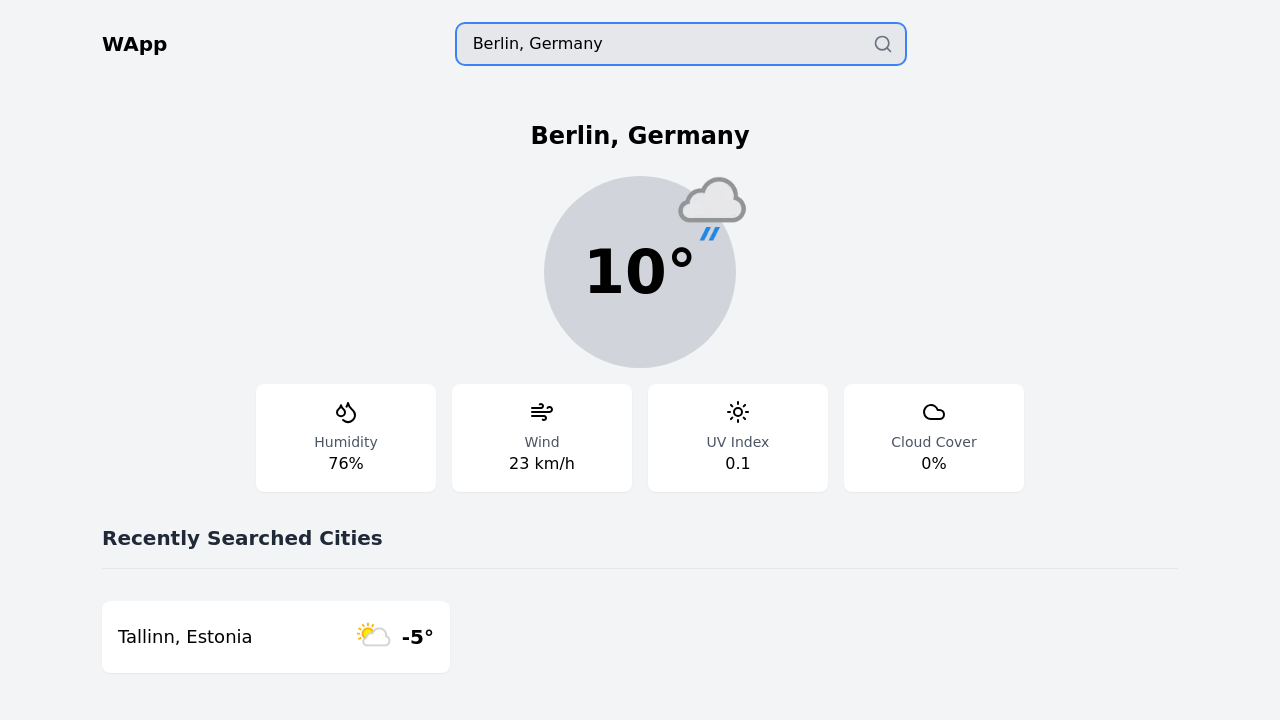 WApp
Berlin, Germany
Berlin, Germany
10°
Humidity
76%
Wind
23 km/h
UV Index
0.1
Cloud Cover
0%
Recently Searched Cities
Tallinn, Estonia
-5°